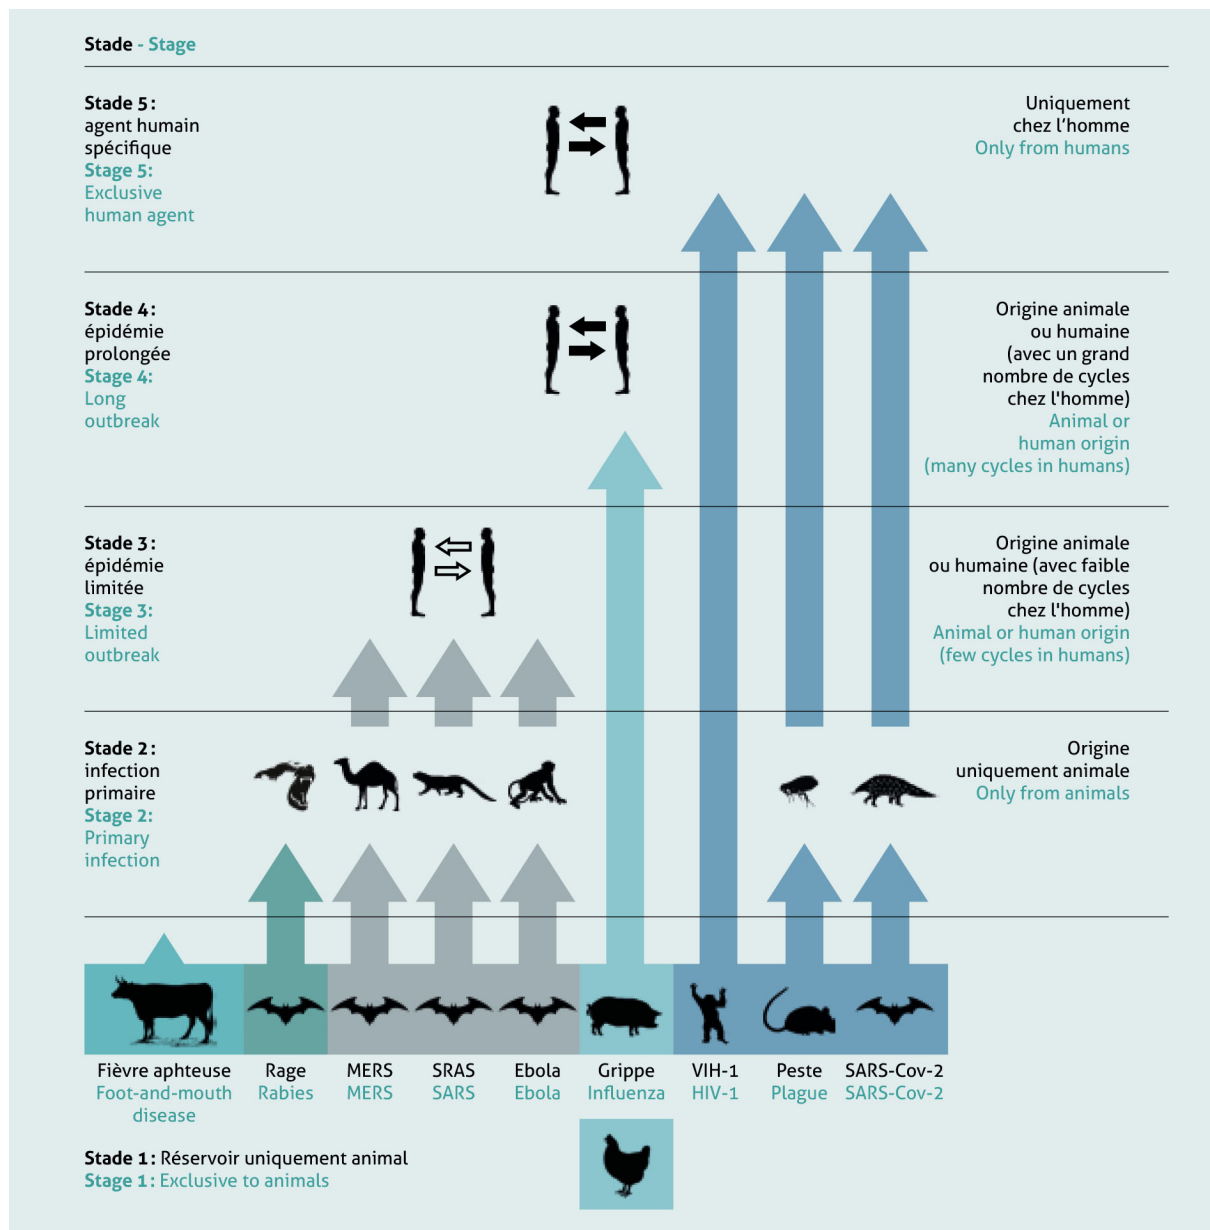 Stade - Stage
Stade 5 :
agent humain
spécifique
Stage 5:
Exclusive
human agent
Uniquement
chez l’homme
Only from humans
Stade 4 :
épidémie
prolongée
Stage 4:
Long
outbreak
Origine animale
ou humaine
(avec un grand
nombre de cycles
chez l'homme)
Animal or
human origin
(many cycles in humans)
Stade 3 :
épidémie
limitée
Stage 3:
Limited
outbreak
Origine animale
ou humaine (avec faible
nombre de cycles
chez l'homme)
Animal or human origin
(few cycles in humans)
Stade 2 :
infection
primaire
Stage 2:
Primary
infection
Origine
uniquement animale
Only from animals
Fièvre aphteuse
Foot-and-mouth
disease
Rage
Rabies
MERS
MERS
SRAS
SARS
Ebola
Ebola
Grippe
Influenza
VIH-1
HIV-1
Peste
Plague
SARS-Cov-2
SARS-Cov-2
Stade 1 : Réservoir uniquement animal
Stage 1 : Exclusive to animals